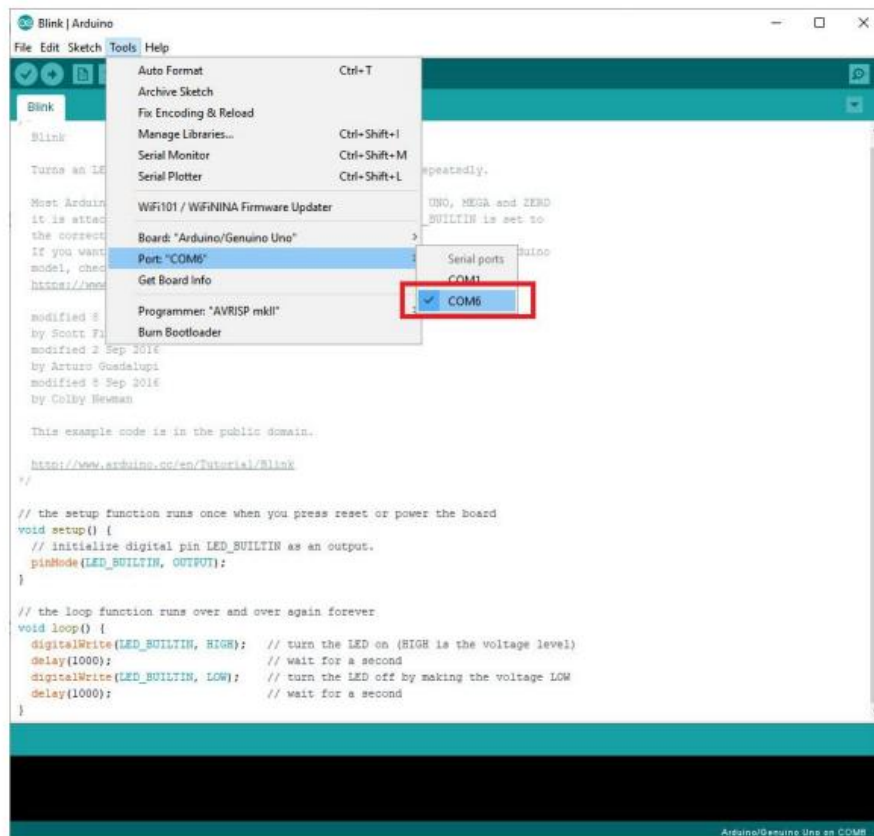 Blink | Arduino
File Edit Sketch Tools Help
Auto Format Ctrl+T
Archive Sketch
Fix Encoding & Reload
Manage Libraries... Ctrl+Shift+I
Serial Monitor Ctrl+Shift+M
Serial Plotter Ctrl+Shift+L
WiFi101 / WiFiNINA Firmware Updater
Board: "Arduino/Genuino Uno"
Port: "COM6"
Get Board Info
Programmer: "AVRISP mkII"
Burn Bootloader
Serial ports
COM1
COM6
Blink
Blink
Turns an LE
epeatedly.
Most Arduin
UNO, MEGA and ZERO
it is attac
_BUILTIN is set to
the correct
If you want
duino
model, chec
https://www
modified 8
by Scott Fi
modified 2 Sep 2016
by Arturo Guadalupi
modified 8 Sep 2016
by Colby Newman
This example code is in the public domain.
http://www.arduino.cc/en/Tutorial/Blink
*/
// the setup function runs once when you press reset or power the board
void setup() {
// initialize digital pin LED_BUILTIN as an output.
pinMode(LED_BUILTIN, OUTPUT);
}
// the loop function runs over and over again forever
void loop() {
digitalWrite(LED_BUILTIN, HIGH); // turn the LED on (HIGH is the voltage level)
delay(1000); // wait for a second
digitalWrite(LED_BUILTIN, LOW); // turn the LED off by making the voltage LOW
delay(1000); // wait for a second
}
Arduino/Genuino Uno on COM6